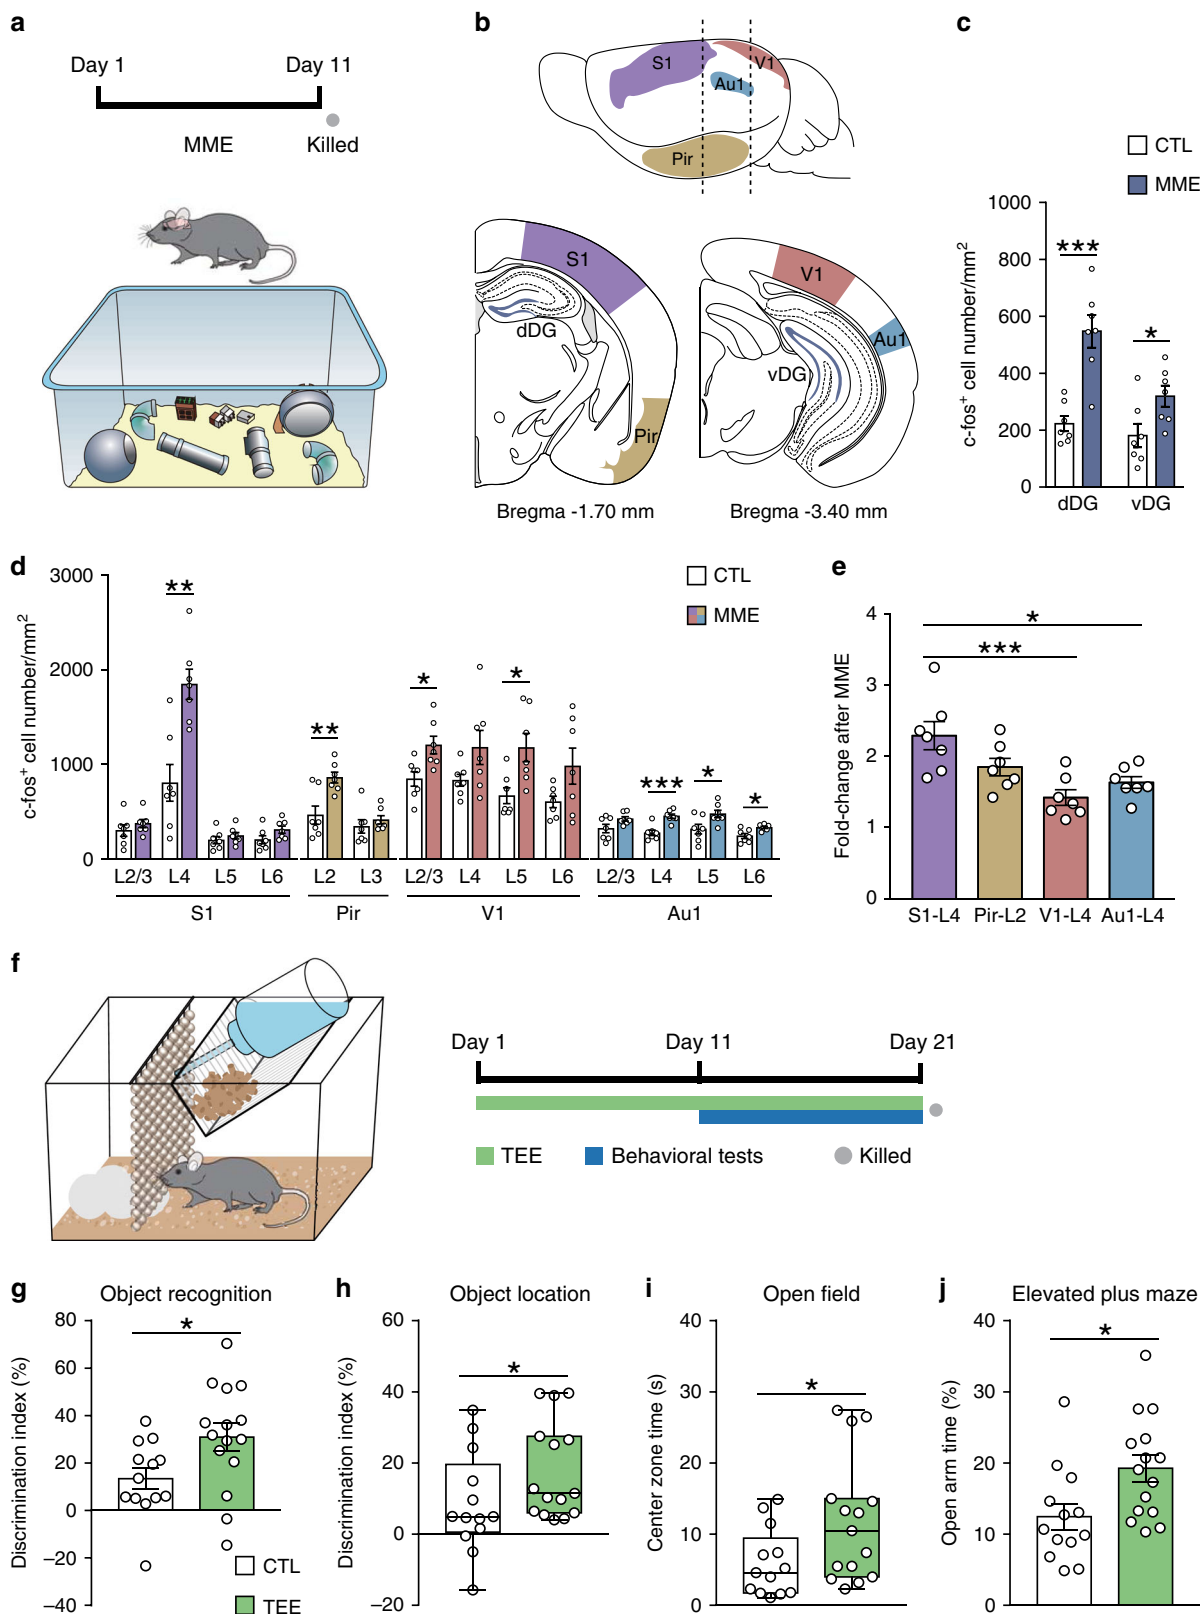 a
Day 1
Day 11
MME
Killed
b
S1
V1
Au1
Pir
S1
dDG
Pir
Bregma -1.70 mm
V1
Au1
vDG
Bregma -3.40 mm
c
CTL
MME
c-fos⁺ cell number/mm²
1000
800
600
400
200
0
***
*
dDG
vDG
d
c-fos⁺ cell number/mm²
3000
2000
1000
0
CTL
MME
**
**
*
*
***
*
*
L2/3 L4 L5 L6 L2 L3 L2/3 L4 L5 L6 L2/3 L4 L5 L6
S1 Pir V1 Au1
e
Fold-change after MME
4
3
2
1
0
*
***
S1-L4 Pir-L2 V1-L4 Au1-L4
f
Day 1 Day 11 Day 21
TEE Behavioral tests Killed
g
Object recognition
Discrimination index (%)
80
60
40
20
0
−20
−40
*
CTL
TEE
h
Object location
Discrimination index (%)
60
40
20
0
−20
*
i
Open field
Center zone time (s)
40
30
20
10
0
*
j
Elevated plus maze
Open arm time (%)
40
30
20
10
0
*